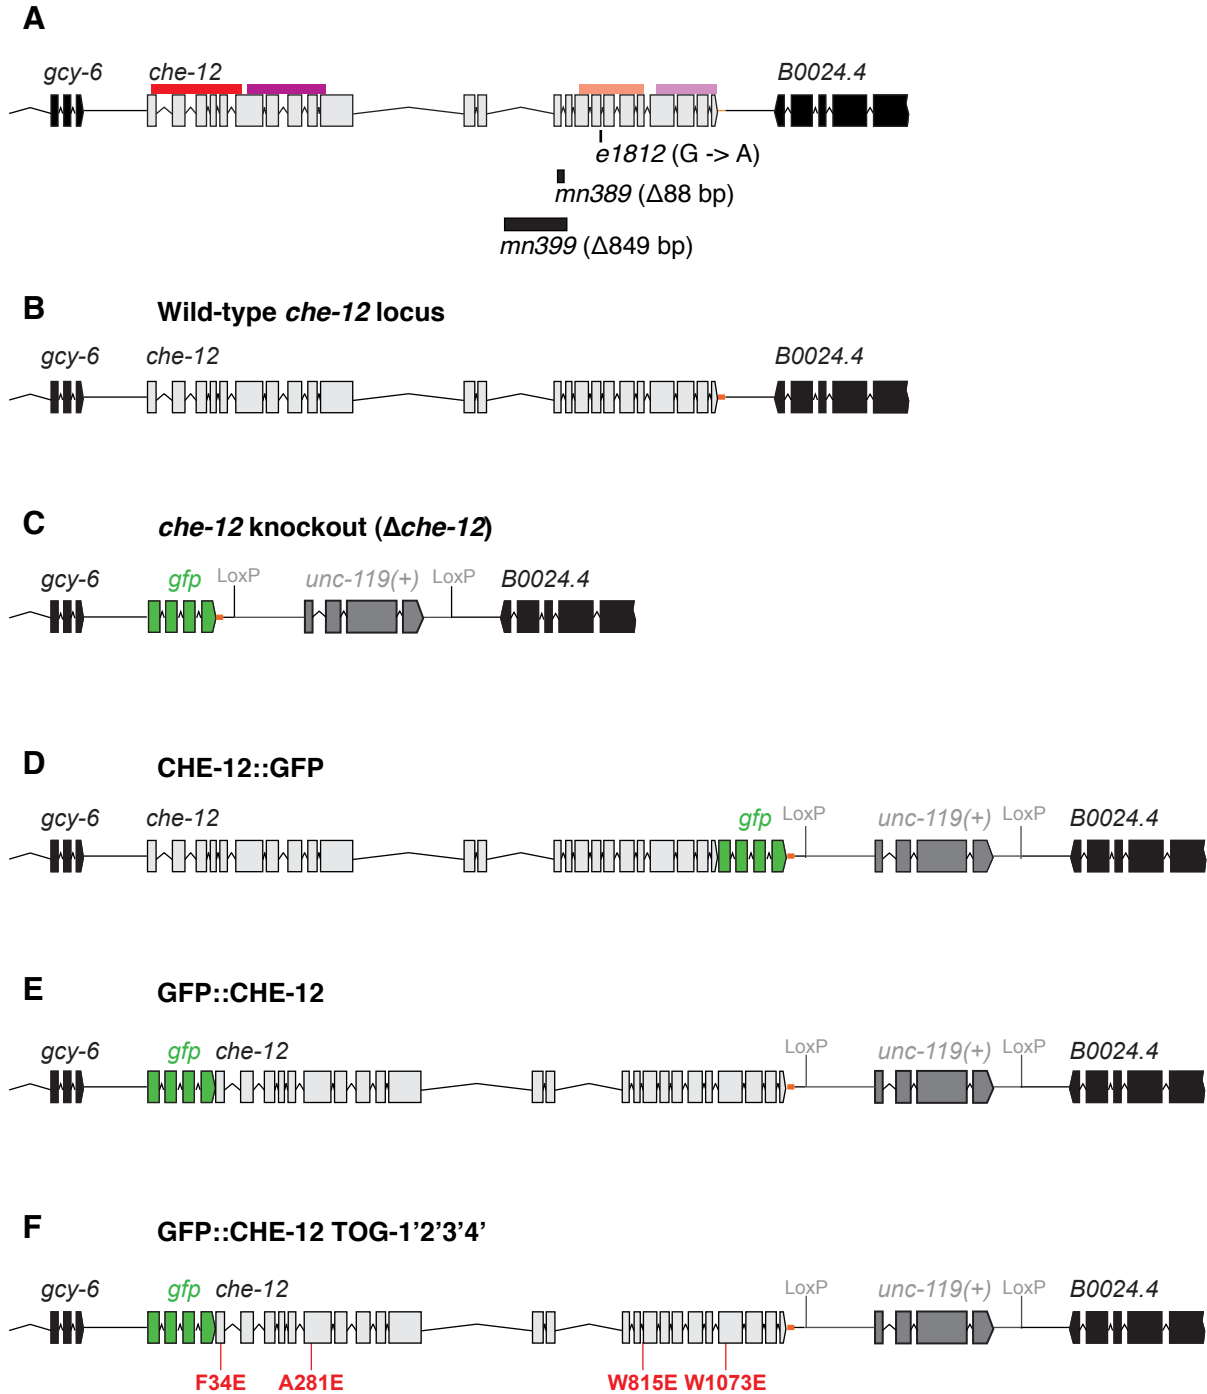 A
gcy-6 che-12 B0024.4
e1812 (G -> A)
mn389 (Δ88 bp)
mn399 (Δ849 bp)
B Wild-type che-12 locus
gcy-6 che-12 B0024.4
C che-12 knockout (Δche-12)
gcy-6 gfp LoxP unc-119(+) LoxP B0024.4
D CHE-12::GFP
gcy-6 che-12 gfp LoxP unc-119(+) LoxP B0024.4
E GFP::CHE-12
gcy-6 gfp che-12 LoxP unc-119(+) LoxP B0024.4
F GFP::CHE-12 TOG-1'2'3'4'
gcy-6 gfp che-12 LoxP unc-119(+) LoxP B0024.4
F34E A281E W815E W1073E